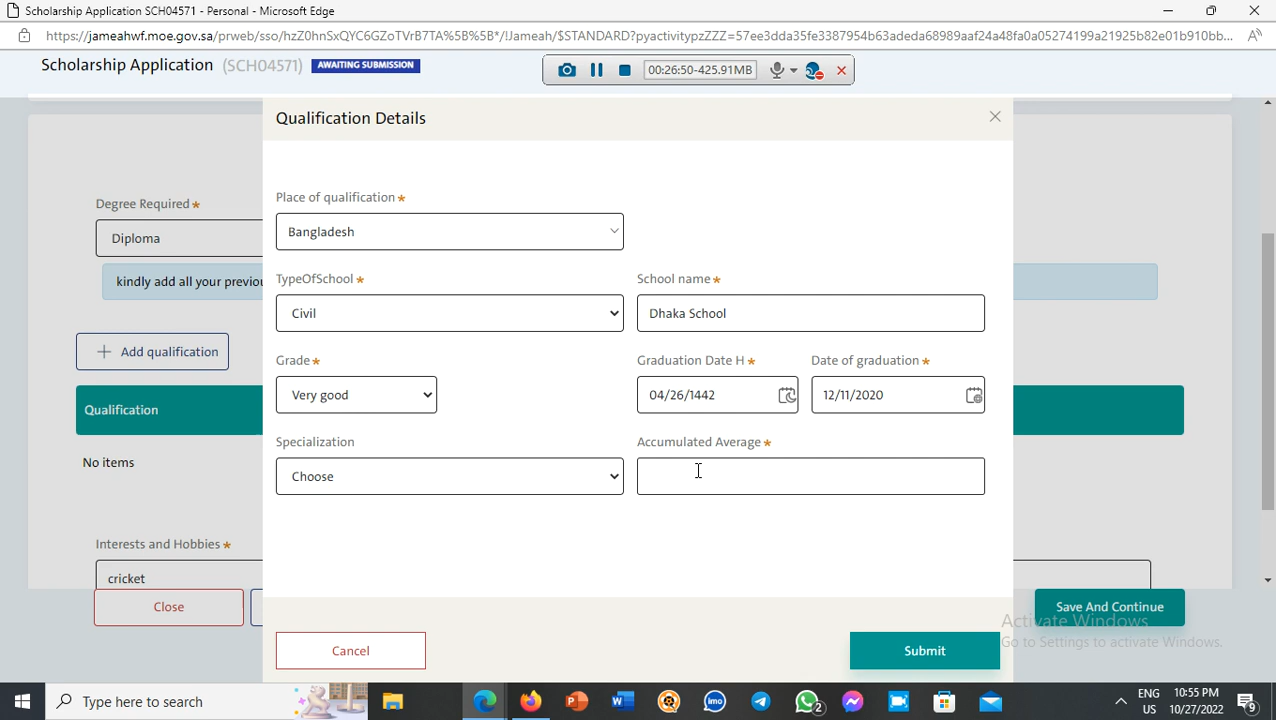 Scholarship Application SCH04571 - Personal - Microsoft Edge
https://jameahwf.moe.gov.sa/prweb/sso/hzZ0hnSxQYC6GZoTVrB7TA%5B%5B*/!Jameah/$STANDARD?pyactivitypzZZZ=57ee3dda35fe3387954b63adeda68989aaf24a48fa0a05274199a21925b82e01b910bb...
Scholarship Application (SCH04571) AWAITING SUBMISSION
00:26:50-425.91MB
Qualification Details
Place of qualification *
Degree Required *
Bangladesh
Diploma
TypeOfSchool *
School name *
kindly add all your previou
Civil
Dhaka School
Add qualification
Grade *
Graduation Date H *
Date of graduation *
Very good
04/26/1442
12/11/2020
Qualification
Specialization
Accumulated Average *
No items
Choose
Interests and Hobbies *
cricket
Close
Save And Continue
Activate Windows
Go to Settings to activate Windows.
Cancel
Submit
Type here to search
imo
2
ENG
US
10:55 PM
10/27/2022
9